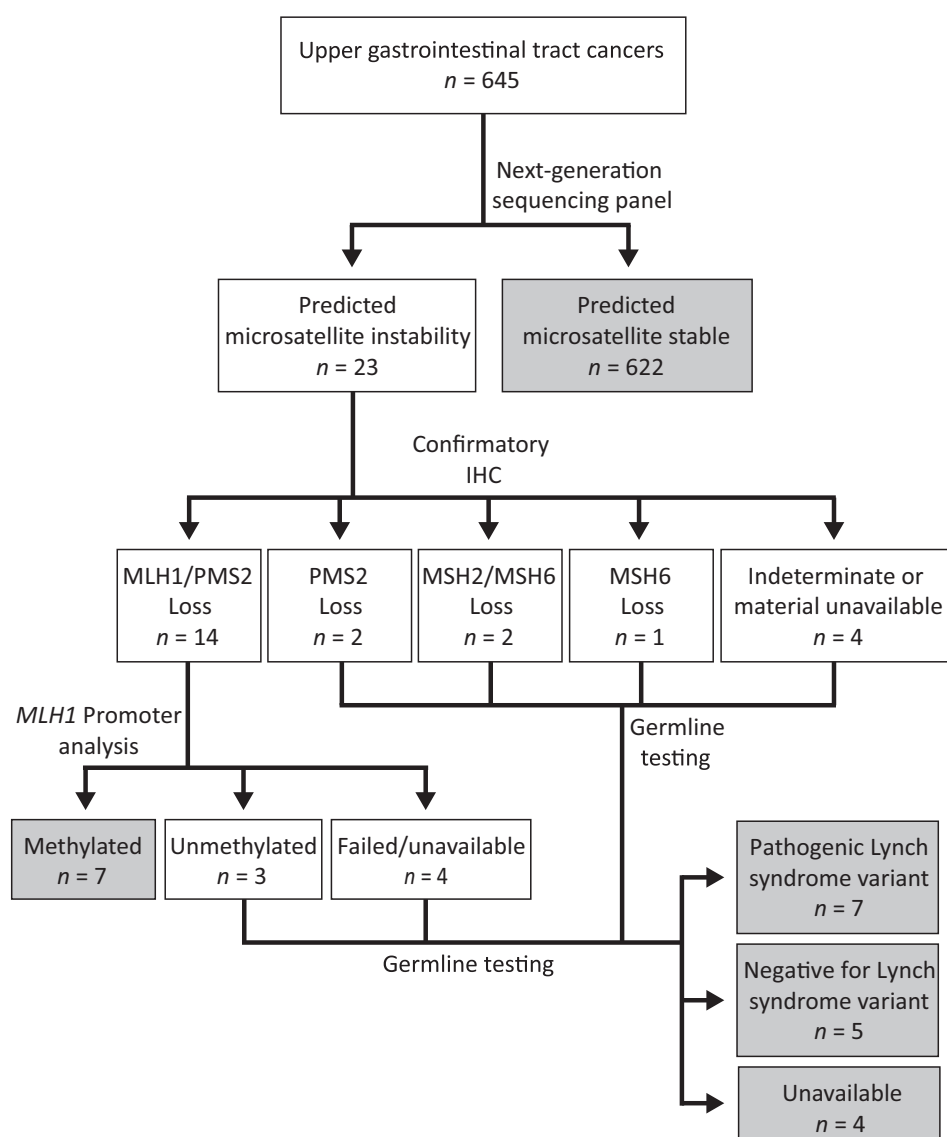 Upper gastrointestinal tract cancers
n = 645
Next-generation
sequencing panel
Predicted
microsatellite instability
n = 23
Predicted
microsatellite stable
n = 622
Confirmatory
IHC
MLH1/PMS2
Loss
n = 14
PMS2
Loss
n = 2
MSH2/MSH6
Loss
n = 2
MSH6
Loss
n = 1
Indeterminate or
material unavailable
n = 4
MLH1 Promoter
analysis
Germline
testing
Methylated
n = 7
Unmethylated
n = 3
Failed/unavailable
n = 4
Germline testing
Pathogenic Lynch
syndrome variant
n = 7
Negative for Lynch
syndrome variant
n = 5
Unavailable
n = 4